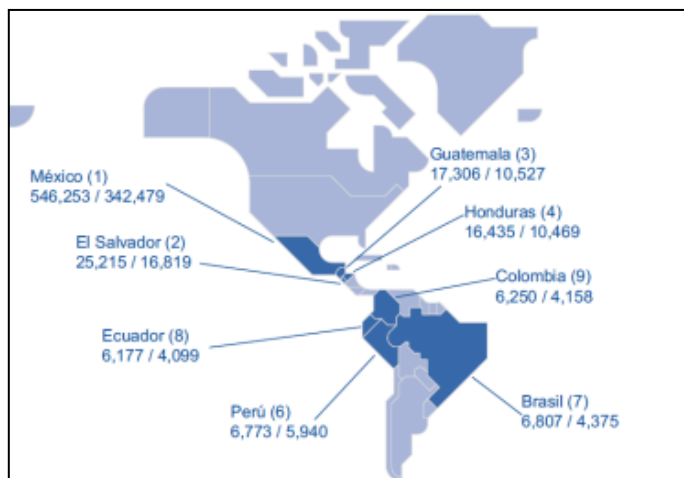 Guatemala (3)
17,306 / 10,527
México (1)
546,253 / 342,479
Honduras (4)
16,435 / 10,469
El Salvador (2)
25,215 / 16,819
Colombia (9)
6,250 / 4,158
Ecuador (8)
6,177 / 4,099
Perú (6)
6,773 / 5,940
Brasil (7)
6,807 / 4,375